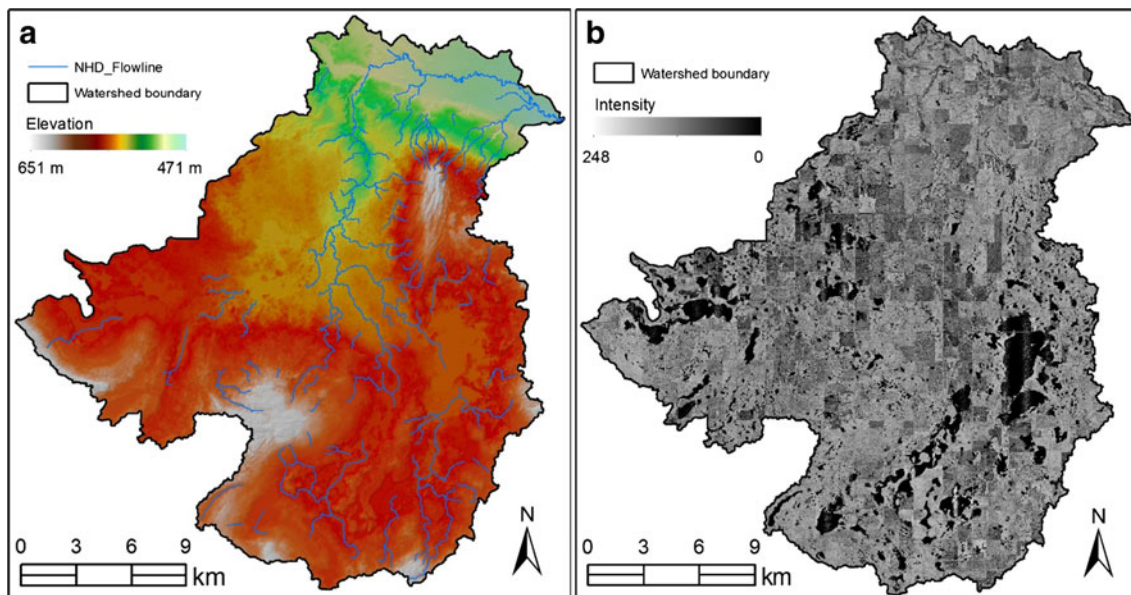 a
NHD_Flowline
Watershed boundary
Elevation
651 m 471 m
N
0 3 6 9
km
b
Watershed boundary
Intensity
248 0
N
0 3 6 9
km